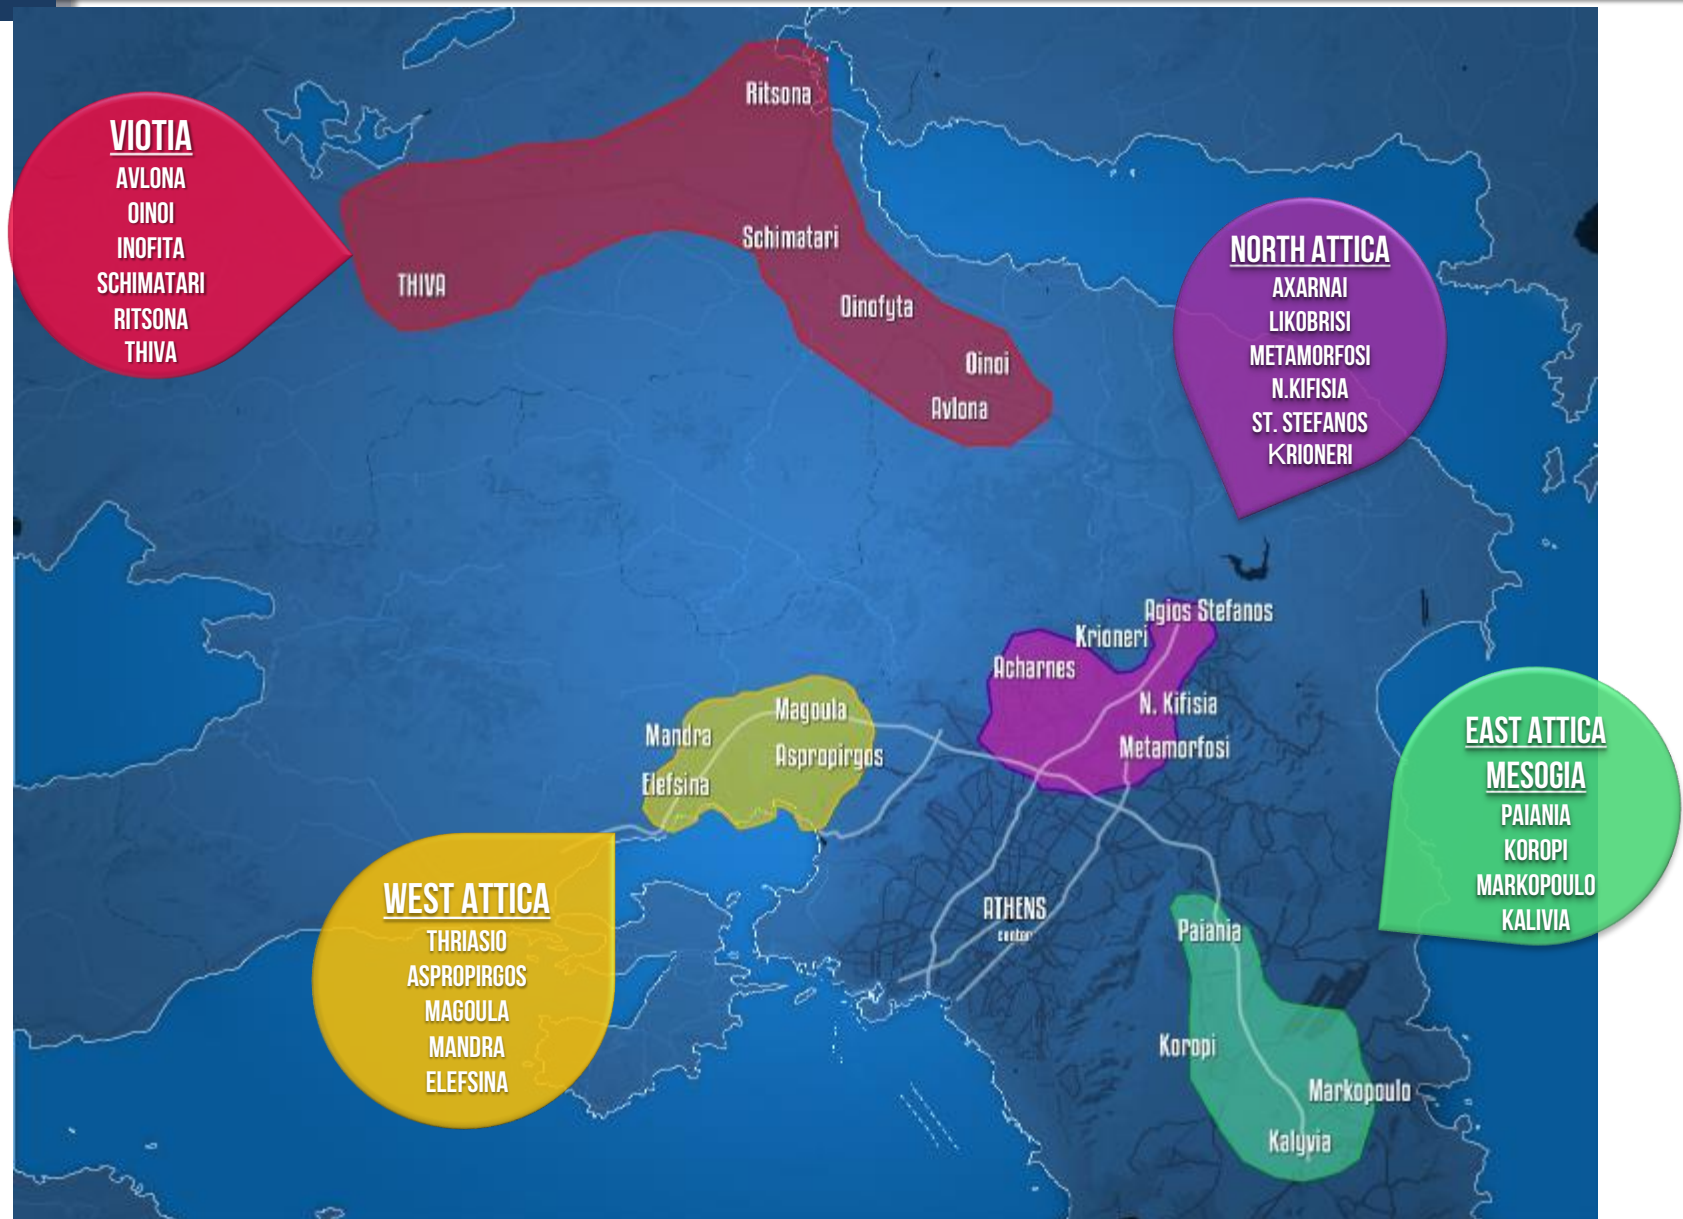 VIOTIA
AVLONA
OINOI
INOFITA
SCHIMATARI
RITSONA
THIVA
Ritsona
Schimatari
THIVA
Oinofyta
Oinoi
Avlona
NORTH ATTICA
AXARNAI
LIKOBRISI
METAMORFOSI
N.KIFISIA
ST. STEFANOS
KRIONERI
Agios Stefanos
Krioneri
Acharnes
N. Kifisia
Metamorfosi
Magoula
Mandra
Aspropirgos
Elefsina
EAST ATTICA
MESOGIA
PAIANIA
KOROPI
MARKOPOULO
KALIVIA
WEST ATTICA
THRIASIO
ASPROPIRGOS
MAGOULA
MANDRA
ELEFSINA
ATHENS
center
Paiania
Koropi
Markopoulo
Kalyvia